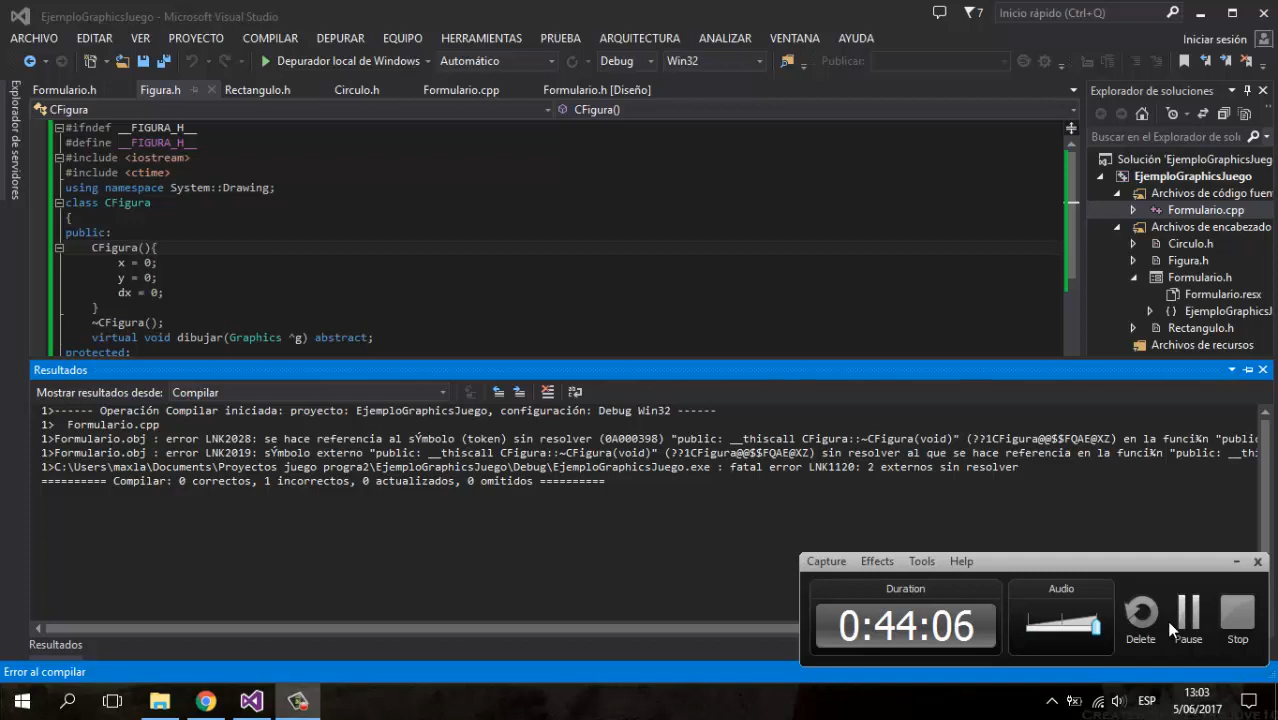 EjemploGraphicsJuego - Microsoft Visual Studio
7
Inicio rápido (Ctrl+Q)
ARCHIVO EDITAR VER PROYECTO COMPILAR DEPURAR EQUIPO HERRAMIENTAS PRUEBA ARQUITECTURA ANALIZAR VENTANA AYUDA
Iniciar sesión
Depurador local de Windows Automático Debug Win32 Publicar:
Explorador de servidores
Formulario.h Figura.h Rectangulo.h Circulo.h Formulario.cpp Formulario.h [Diseño]
CFigura CFigura()
#ifndef __FIGURA_H__
#define __FIGURA_H__
#include <iostream>
#include <ctime>
using namespace System::Drawing;
class CFigura
{
public:
CFigura(){
x = 0;
y = 0;
dx = 0;
}
~CFigura();
virtual void dibujar(Graphics ^g) abstract;
protected:
Explorador de soluciones
Buscar en el Explorador de solu
Solución 'EjemploGraphicsJueg
EjemploGraphicsJuego
Archivos de código fuen
Formulario.cpp
Archivos de encabezado
Circulo.h
Figura.h
Formulario.h
Formulario.resx
{ } EjemploGraphicsJ
Rectangulo.h
Archivos de recursos
Resultados
Mostrar resultados desde: Compilar
1>------ Operación Compilar iniciada: proyecto: EjemploGraphicsJuego, configuración: Debug Win32 ------
1> Formulario.cpp
1>Formulario.obj : error LNK2028: se hace referencia al sÝmbolo (token) sin resolver (0A000398) "public: __thiscall CFigura::~CFigura(void)" (??1CFigura@@$$FQAE@XZ) en la funci¾n "public:
1>Formulario.obj : error LNK2019: sÝmbolo externo "public: __thiscall CFigura::~CFigura(void)" (??1CFigura@@$$FQAE@XZ) sin resolver al que se hace referencia en la funci¾n "public: __thi
1>C:\Users\maxla\Documents\Proyectos juego progra2\EjemploGraphicsJuego\Debug\EjemploGraphicsJuego.exe : fatal error LNK1120: 2 externos sin resolver
========== Compilar: 0 correctos, 1 incorrectos, 0 actualizados, 0 omitidos ==========
Capture Effects Tools Help
Duration
0:44:06
Audio
Delete
Pause
Stop
Resultados
Error al compilar
ESP
13:03
5/06/2017